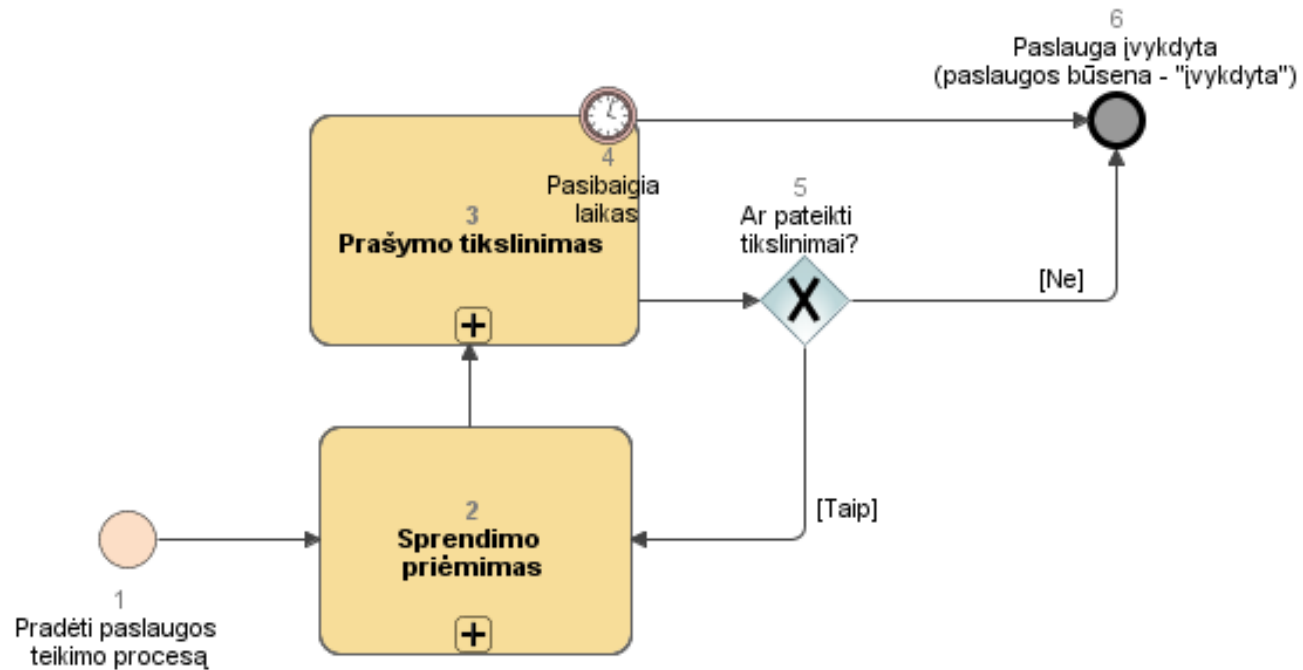 6
Paslauga įvykdyta
(paslaugos būsena - "įvykdyta")
4
Pasibaigia
laikas
3
Prašymo tikslinimas
5
Ar pateikti
tikslinimai?
[Ne]
[Taip]
2
Sprendimo
priėmimas
1
Pradėti paslaugos
teikimo procesą